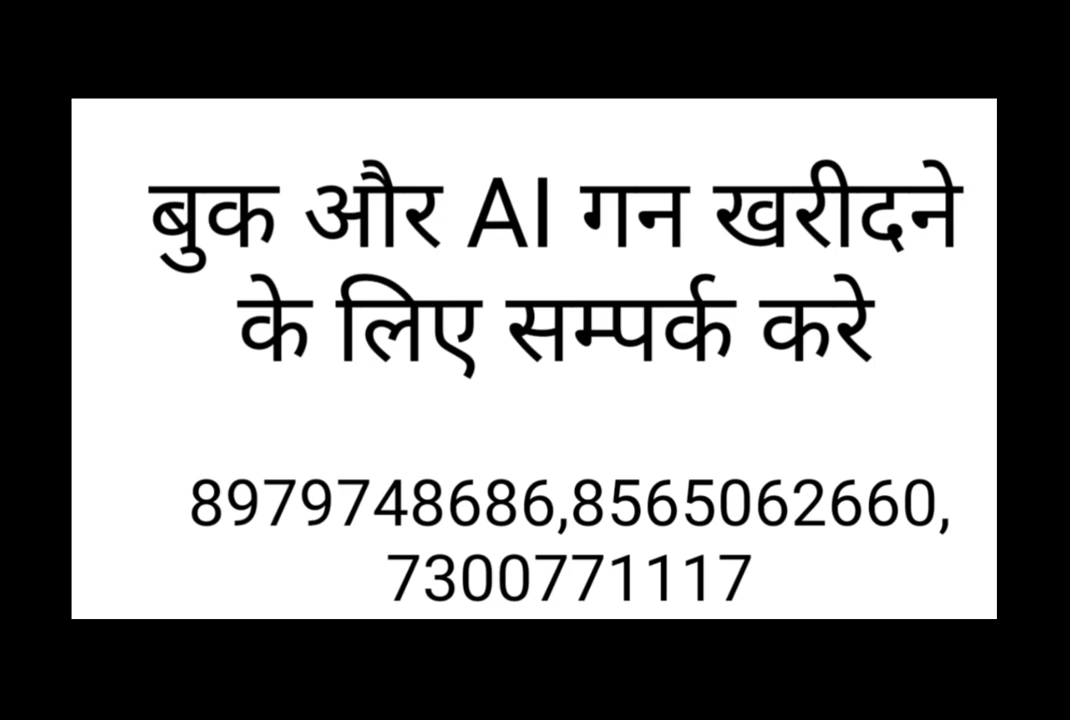 बुक और AI गन खरीदने
के लिए सम्पर्क करे
8979748686,8565062660,
7300771117